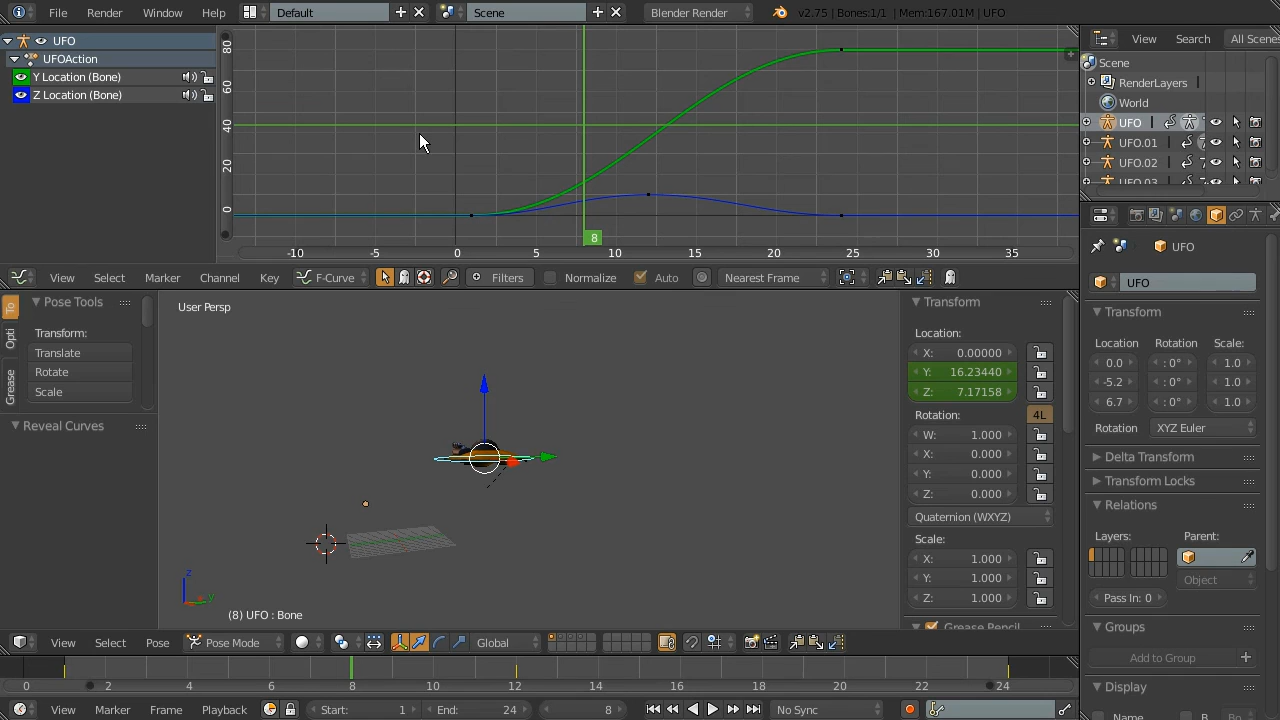 File Render Window Help Default Scene Blender Render v2.75 | Bones:1/1 | Mem:167.01M | UFO
UFO
UFOAction
Y Location (Bone)
Z Location (Bone)
80
60
40
20
0
8
-10 -5 0 5 10 15 20 25 30 35
View Select Marker Channel Key F-Curve Filters Normalize Auto Nearest Frame
View Search All Scene
Scene
RenderLayers
World
UFO
UFO.01
UFO.02
UFO.03
UFO
UFO
Transform
Location Rotation Scale:
0.0 : 0° 1.0
-5.2 : 0° 1.0
6.7 : 0° 1.0
Rotation XYZ Euler
Delta Transform
Transform Locks
Relations
Layers: Parent:
Object
Pass In: 0
Groups
Add to Group
Display
To
Opti
Grease
Pose Tools
Transform:
Translate
Rotate
Scale
Reveal Curves
User Persp
z
y
(8) UFO : Bone
Transform
Location:
X: 0.00000
Y: 16.23440
Z: 7.17158
Rotation: 4L
W: 1.000
X: 0.000
Y: 0.000
Z: 0.000
Quaternion (WXYZ)
Scale:
X: 1.000
Y: 1.000
Z: 1.000
Grease Pencil
View Select Pose Pose Mode Global
0 2 4 6 8 10 12 14 16 18 20 22 24
View Marker Frame Playback Start: 1 End: 24 8 No Sync